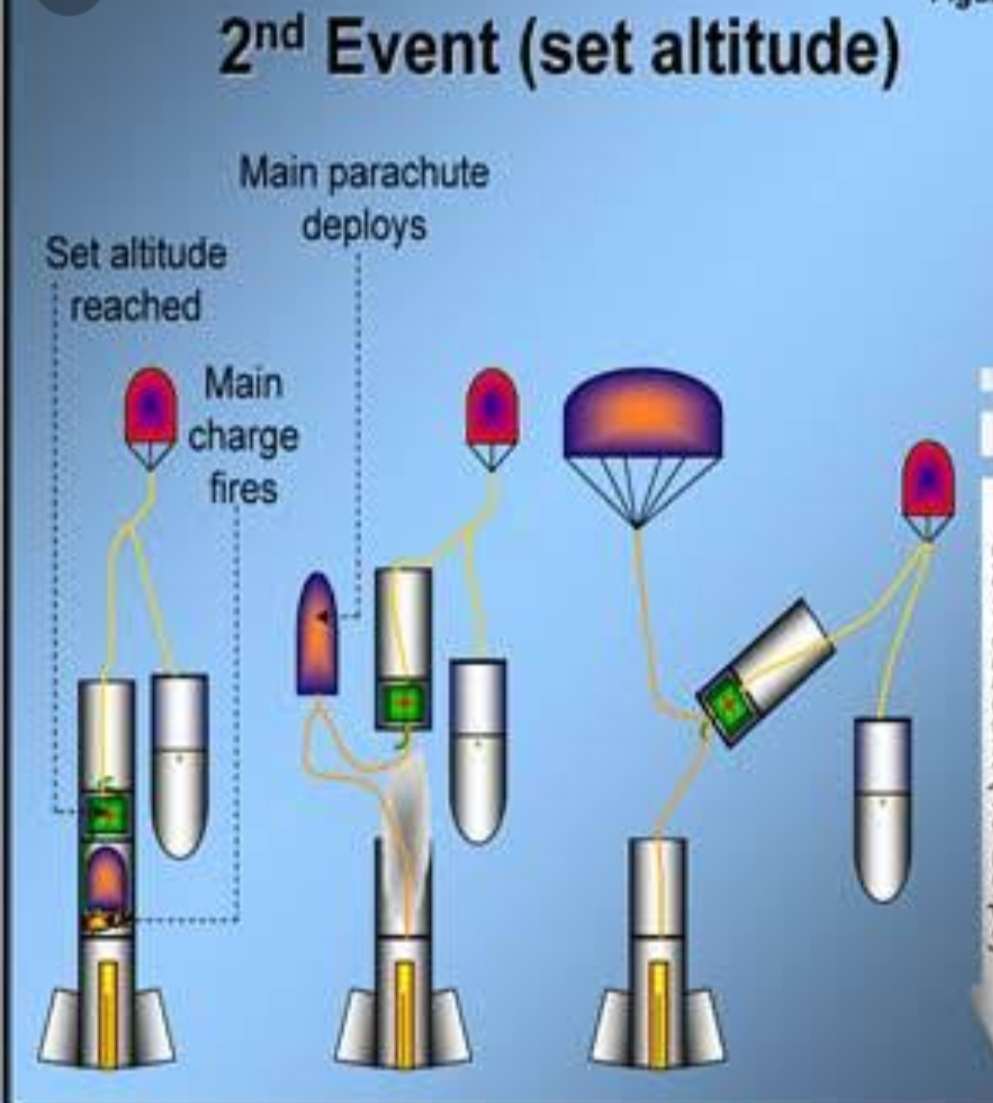 2nd Event (set altitude)
Main parachute
deploys
Set altitude
reached
Main
charge
fires